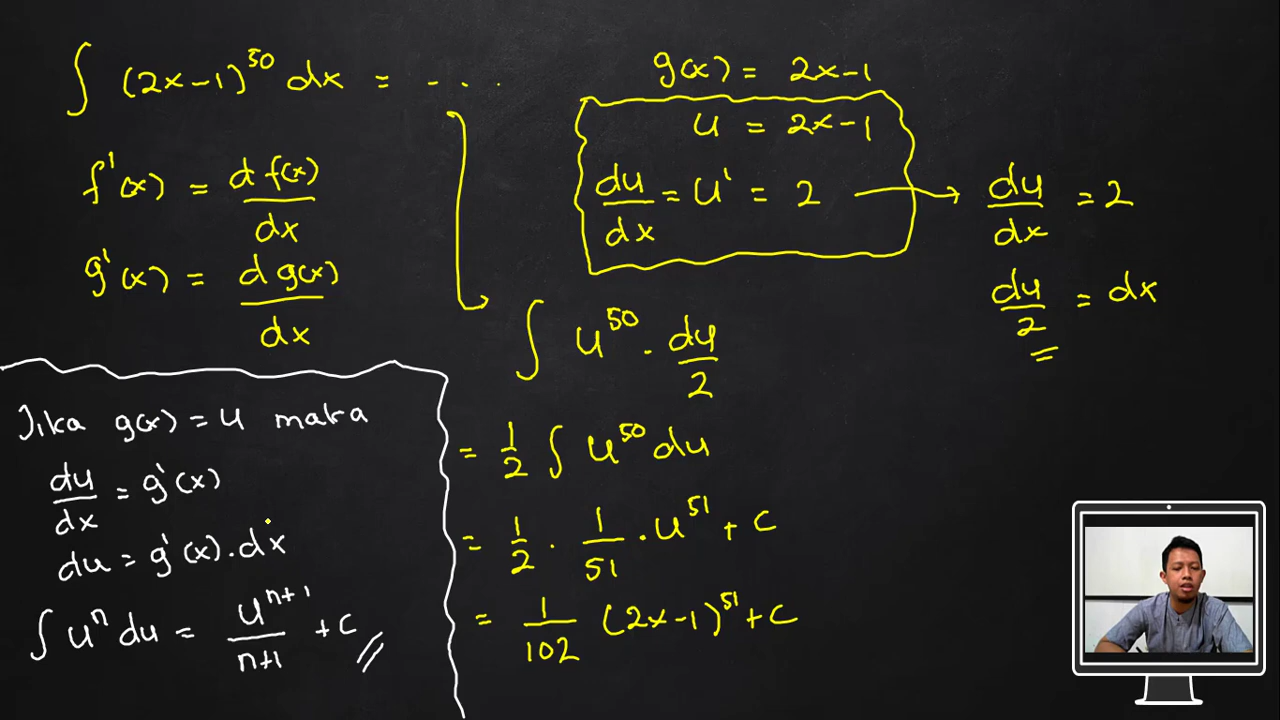 ∫ (2x-1)^50 dx = - . . .
f'(x) = d f(x) / dx
g'(x) = d g(x) / dx
g(x) = 2x-1
u = 2x-1
du/dx = u' = 2
du/dx = 2
du/2 = dx
∫ u^50 . du/2
= 1/2 ∫ u^50 du
= 1/2 . 1/51 . u^51 + c
= 1/102 (2x-1)^51 + c
Jika g(x) = u maka
du/dx = g'(x)
du = g'(x) . dx
∫ u^n du = u^(n+1) / n+1 + c